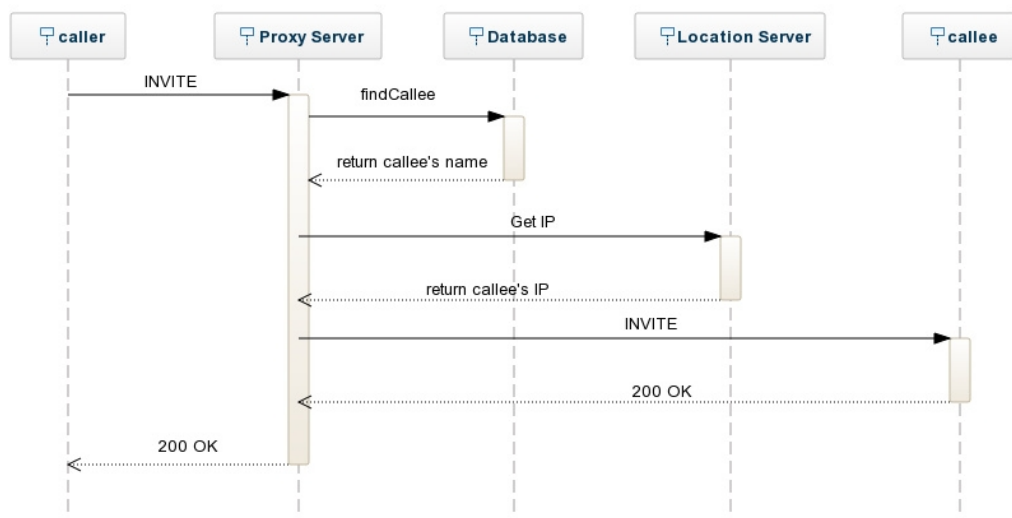 caller
Proxy Server
Database
Location Server
callee
INVITE
findCallee
return callee's name
Get IP
return callee's IP
INVITE
200 OK
200 OK